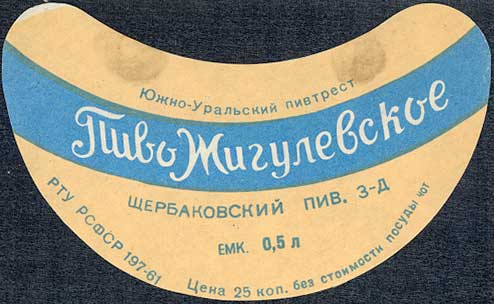 Южно-Уральский пивтрест
Пиво Жигулевское
ЩЕРБАКОВСКИЙ ПИВ. З-Д
ЕМК. 0,5 л
РТУ РСФСР 197-61
Цена 25 коп. без стоимости посуды чот